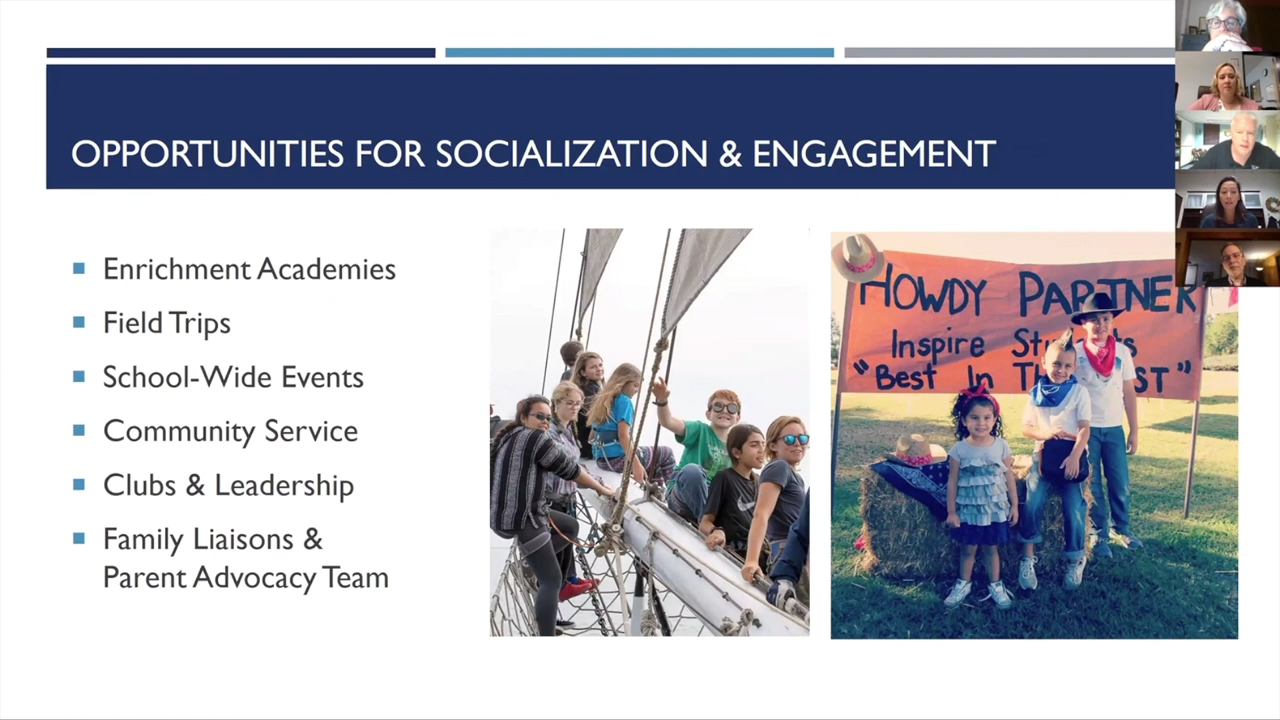 OPPORTUNITIES FOR SOCIALIZATION & ENGAGEMENT
Enrichment Academies
Field Trips
School-Wide Events
Community Service
Clubs & Leadership
Family Liaisons &
Parent Advocacy Team
HOWDY PARTNER
Inspire
"Best In